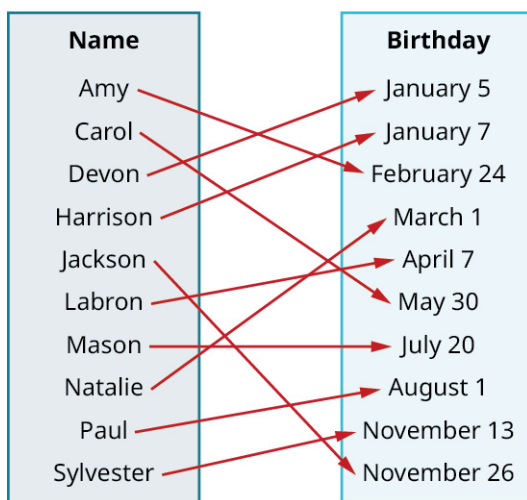 Name
Amy
Carol
Devon
Harrison
Jackson
Labron
Mason
Natalie
Paul
Sylvester
Birthday
January 5
January 7
February 24
March 1
April 7
May 30
July 20
August 1
November 13
November 26